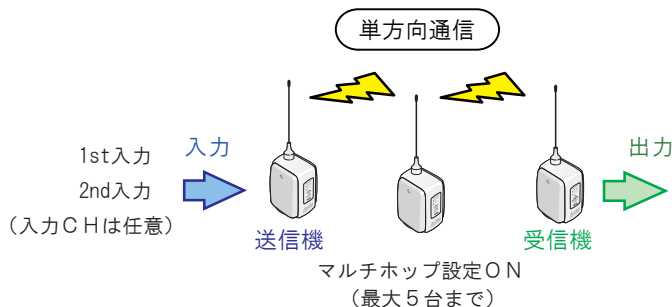 単方向通信
1st入力
2nd入力
（入力ＣＨは任意）
入力
送信機
受信機
出力
マルチホップ設定ＯＮ
（最大５台まで）